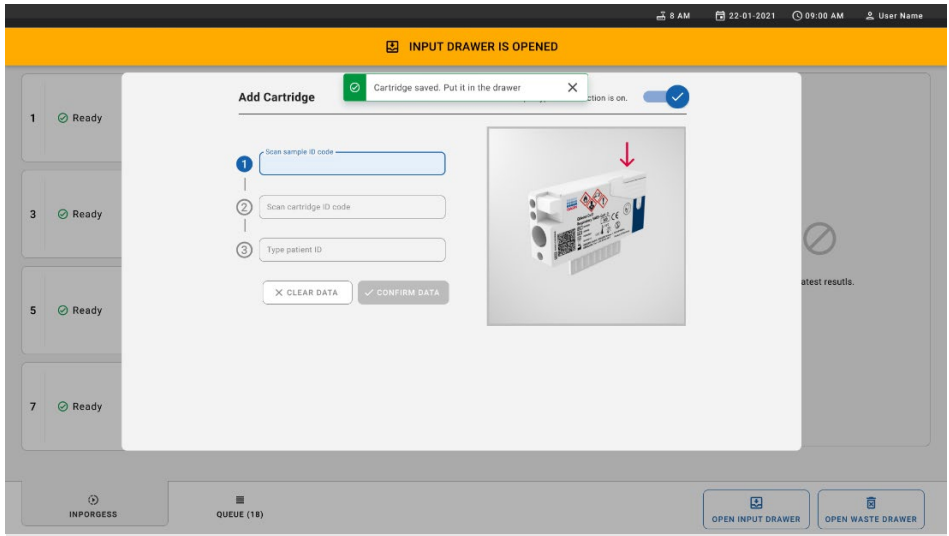 8 AM 22-01-2021 09:00 AM User Name
INPUT DRAWER IS OPENED
Cartridge saved. Put it in the drawer
Add Cartridge
ction is on.
1 Ready
3 Ready
5 Ready
7 Ready
Scan sample ID code
1
2 Scan cartridge ID code
3 Type patient ID
CLEAR DATA CONFIRM DATA
atest resutls.
INPORGESS
QUEUE (18)
OPEN INPUT DRAWER
OPEN WASTE DRAWER